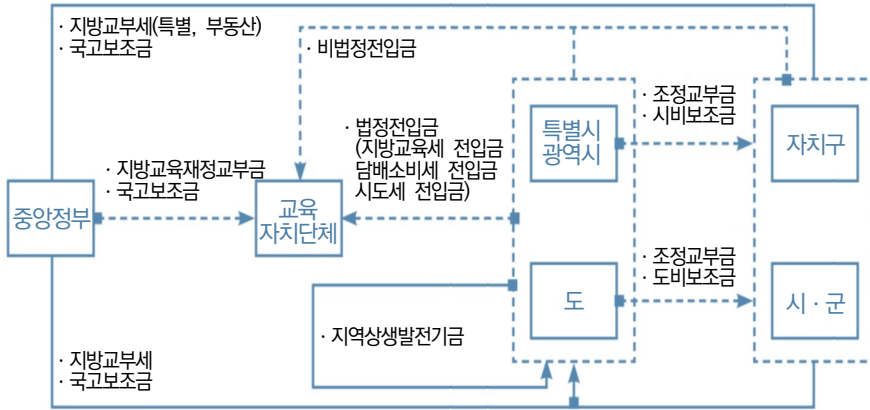 · 지방교부세(특별, 부동산)
· 국고보조금
· 비법정전입금
· 조정교부금
· 시비보조금
· 법정전입금
(지방교육세 전입금
담배소비세 전입금
시도세 전입금)
특별시
광역시
자치구
· 지방교육재정교부금
· 국고보조금
중앙정부
교육
자치단체
· 조정교부금
· 도비보조금
도
시 · 군
· 지역상생발전기금
· 지방교부세
· 국고보조금